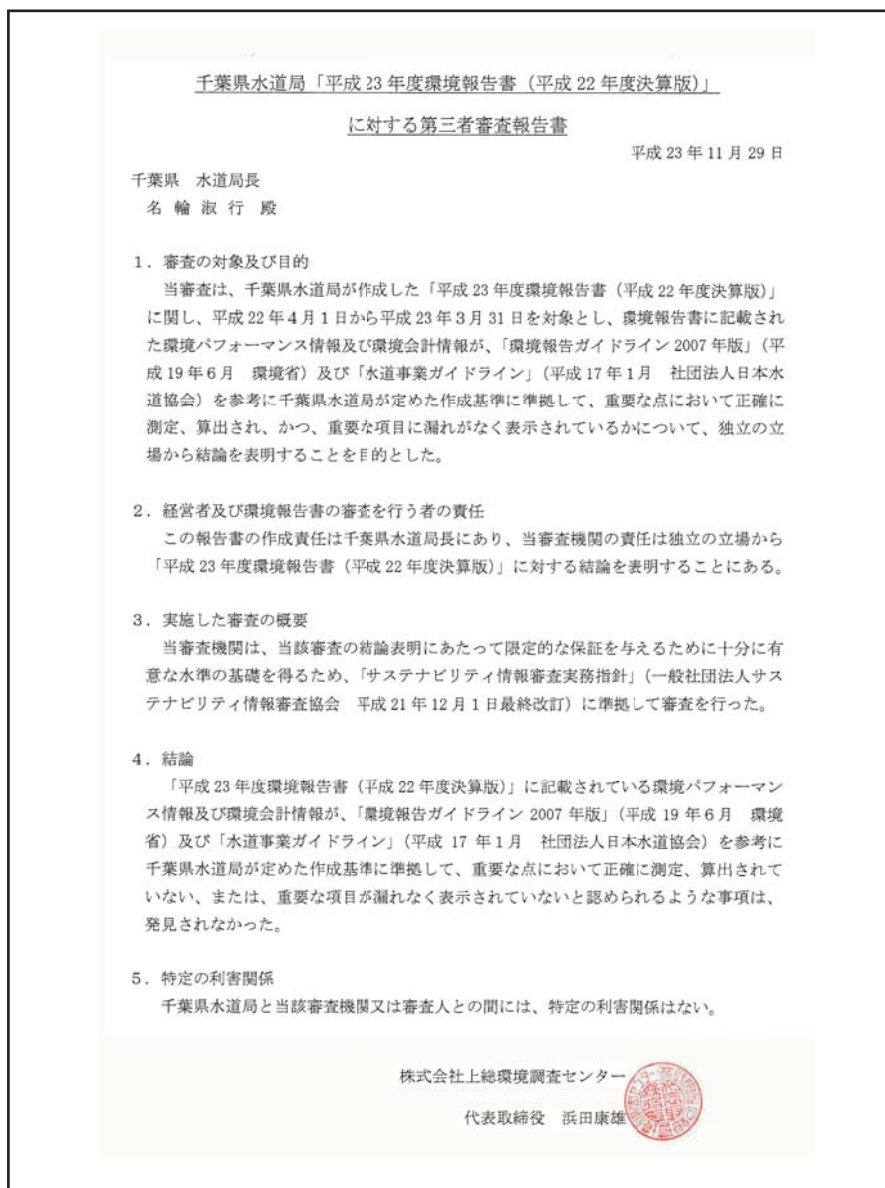 千葉県水道局「平成23年度環境報告書（平成22年度決算版）」
に対する第三者審査報告書
平成23年11月29日
千葉県　水道局長
名輪淑行　殿
１．審査の対象及び目的
当審査は、千葉県水道局が作成した「平成23年度環境報告書（平成22年度決算版）」
に関し、平成22年４月１日から平成23年３月31日を対象とし、環境報告書に記載され
た環境パフォーマンス情報及び環境会計情報が、「環境報告ガイドライン2007年版」（平
成19年６月　環境省）及び「水道事業ガイドライン」（平成17年１月　社団法人日本水
道協会）を参考に千葉県水道局が定めた作成基準に準拠して、重要な点において正確に
測定、算出され、かつ、重要な項目に漏れがなく表示されているかについて、独立の立
場から結論を表明することを目的とした。
２．経営者及び環境報告書の審査を行う者の責任
この報告書の作成責任は千葉県水道局長にあり、当審査機関の責任は独立の立場から
「平成23年度環境報告書（平成22年度決算版）」に対する結論を表明することにある。
３．実施した審査の概要
当審査機関は、当該審査の結論表明にあたって限定的な保証を与えるために十分に有
意な水準の基礎を得るため、「サステナビリティ情報審査実務指針」（一般社団法人サス
テナビリティ情報審査協会　平成21年12月１日最終改訂）に準拠して審査を行った。
４．結論
「平成23年度環境報告書（平成22年度決算版）」に記載されている環境パフォーマン
ス情報及び環境会計情報が、「環境報告ガイドライン2007年版」（平成19年６月　環境
省）及び「水道事業ガイドライン」（平成17年１月　社団法人日本水道協会）を参考に
千葉県水道局が定めた作成基準に準拠して、重要な点において正確に測定、算出されて
いない、または、重要な項目が漏れなく表示されていないと認められるような事項は、
発見されなかった。
５．特定の利害関係
千葉県水道局と当該審査機関又は審査人との間には、特定の利害関係はない。
株式会社上総環境調査センター
代表取締役　浜田康雄